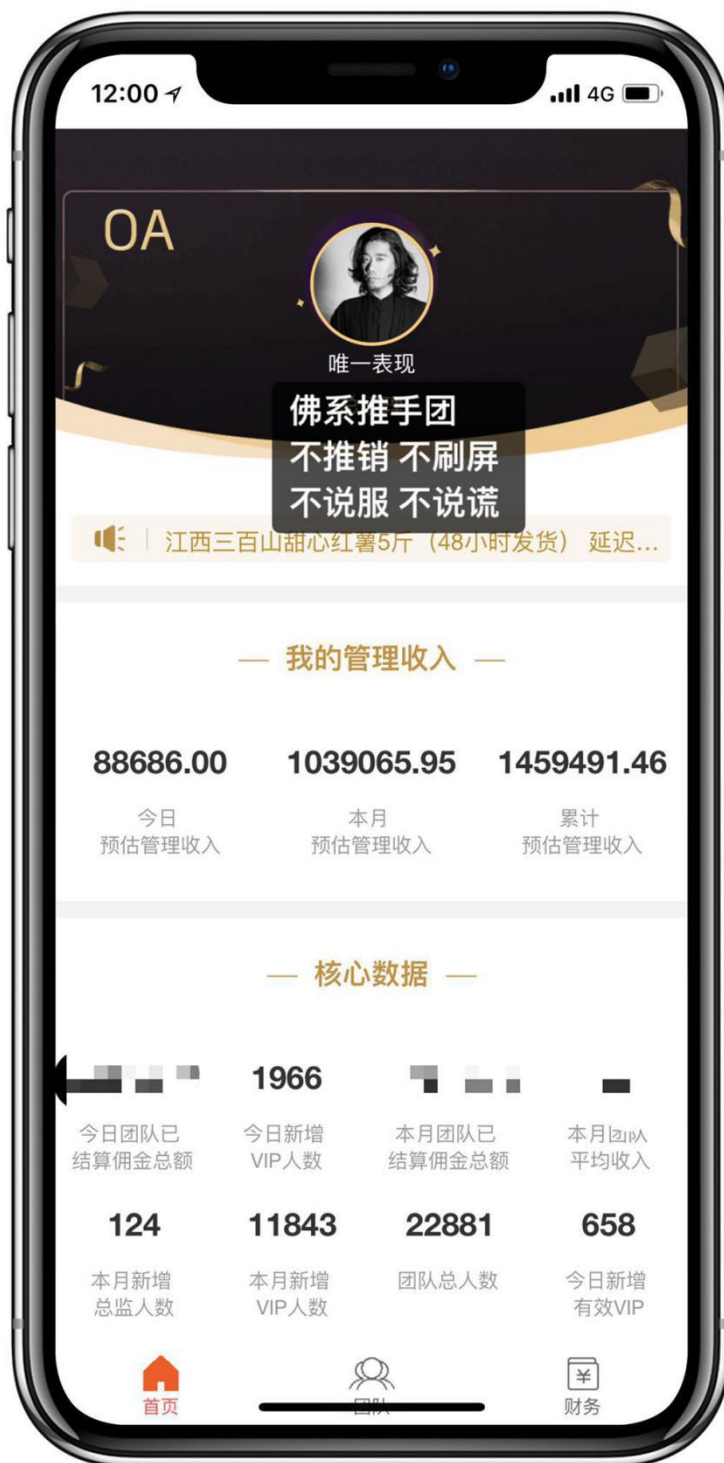 12:00
4G
OA
唯一表现
佛系推手团
不推销 不刷屏
不说服 不说谎
江西三百山甜心红薯5斤（48小时发货） 延迟...
— 我的管理收入 —
88686.00 1039065.95 1459491.46
今日 本月 累计
预估管理收入 预估管理收入 预估管理收入
— 核心数据 —
1966
今日团队已 今日新增 本月团队已 本月团队
结算佣金总额 VIP人数 结算佣金总额 平均收入
124 11843 22881 658
本月新增 本月新增 团队总人数 今日新增
总监人数 VIP人数 有效VIP
首页 团队 财务